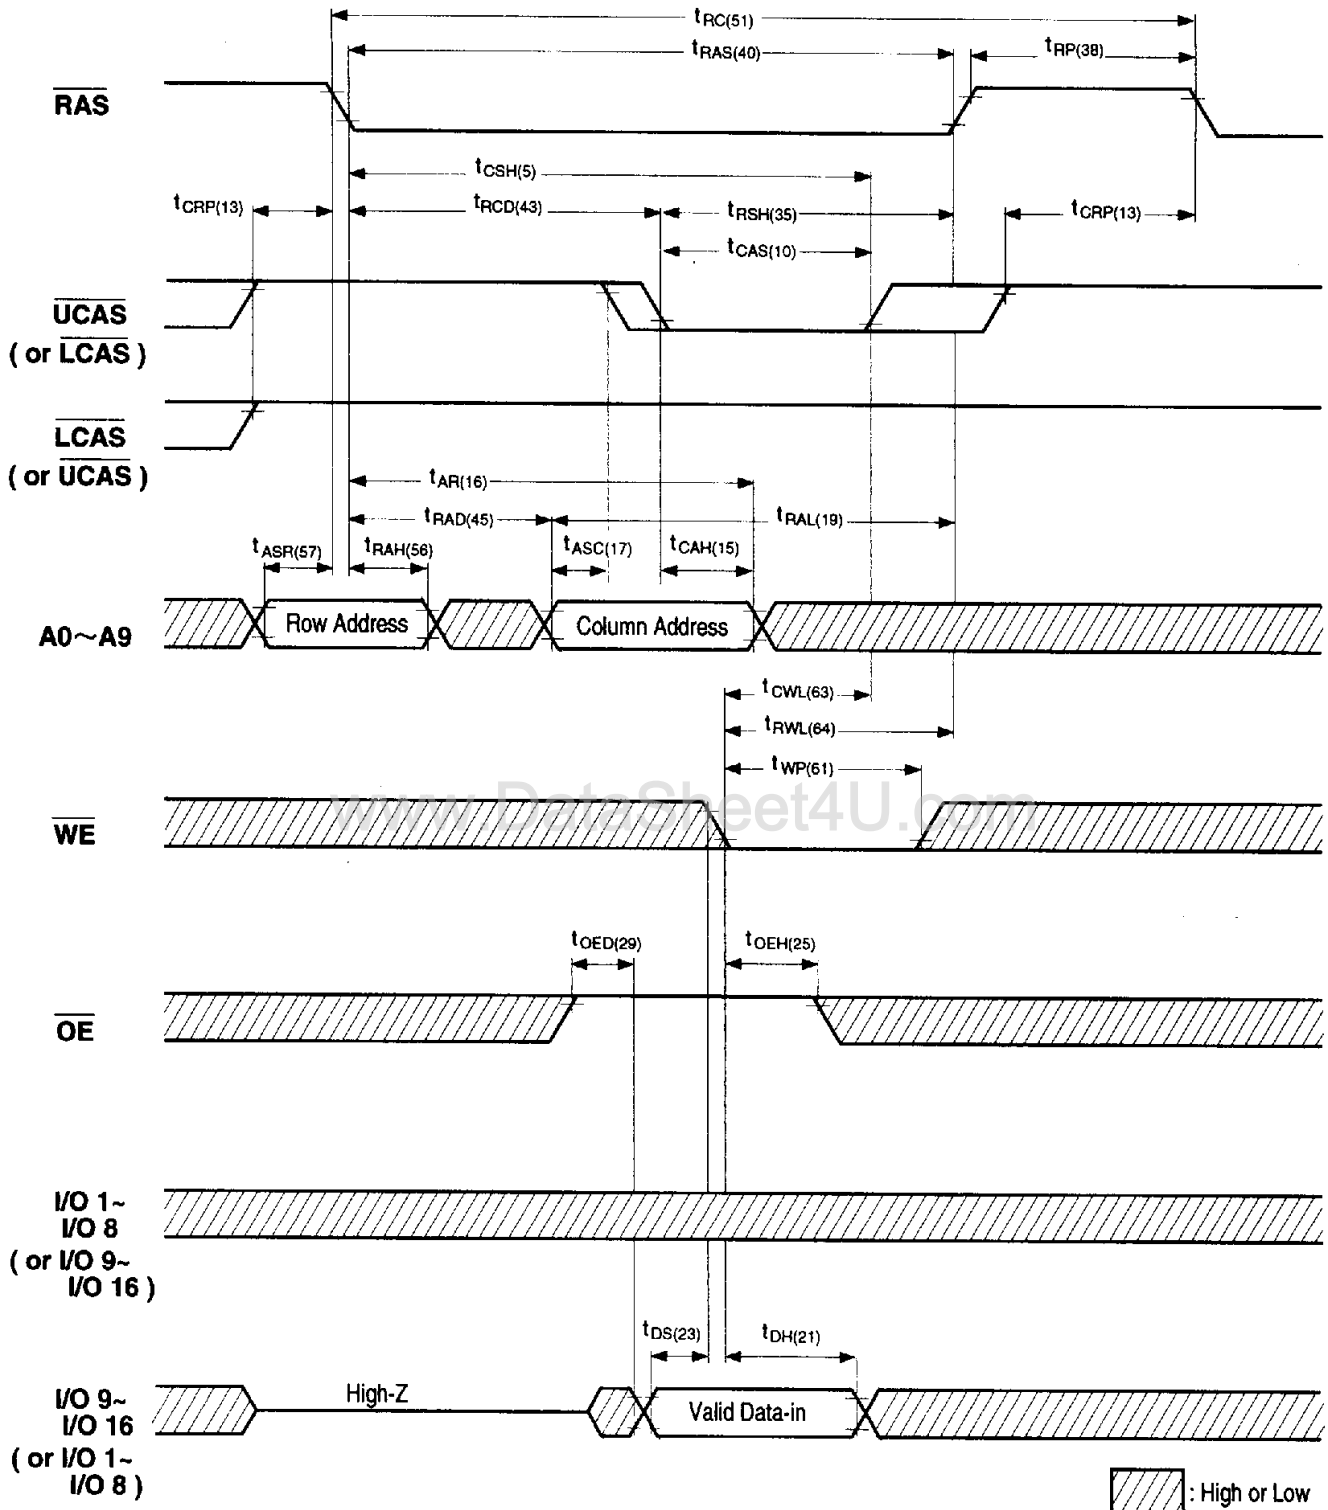 tRC(51)
tRAS(40)
tRP(38)
RAS
tCSH(5)
tCRP(13)
tRCD(43)
tRSH(35)
tCRP(13)
tCAS(10)
UCAS
( or LCAS )
LCAS
( or UCAS )
tAR(16)
tRAD(45)
tRAL(19)
tASR(57)
tRAH(56)
tASC(17)
tCAH(15)
A0~A9
Row Address
Column Address
tCWL(63)
tRWL(64)
tWP(61)
www.DataSheet4U.com
WE
tOED(29)
tOEH(25)
OE
I/O 1~
I/O 8
( or I/O 9~
I/O 16 )
tDS(23)
tDH(21)
I/O 9~
I/O 16
( or I/O 1~
I/O 8 )
High-Z
Valid Data-in
: High or Low